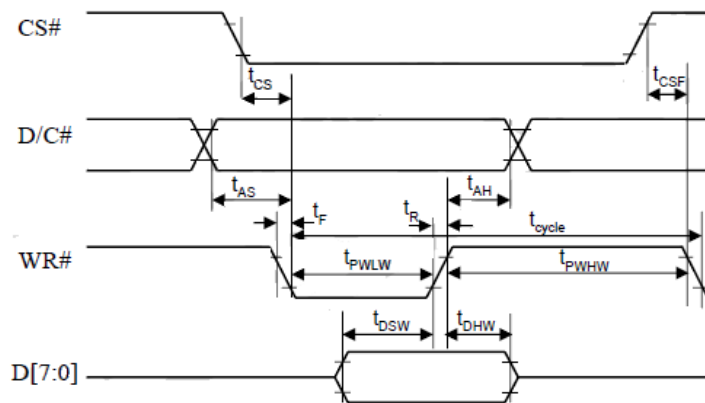 CS#
tCS
tCSF
D/C#
tAS
tAH
tF
tR
tcycle
WR#
tPWLW
tPWHW
tDSW
tDHW
D[7:0]